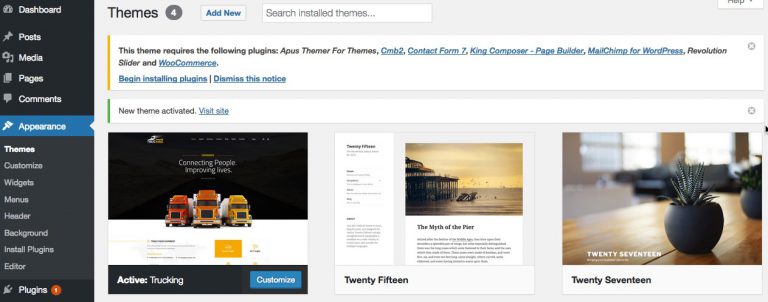 Dashboard
Posts
Media
Pages
Comments
Appearance
Themes
Customize
Widgets
Menus
Header
Background
Install Plugins
Editor
Plugins 1
Themes 4 Add New Search installed themes...
Help
This theme requires the following plugins: Apus Themer For Themes, Cmb2, Contact Form 7, King Composer - Page Builder, MailChimp for WordPress, Revolution
Slider and WooCommerce.
Begin installing plugins | Dismiss this notice
New theme activated. Visit site
Connecting People.
Improving lives.
Active: Trucking Customize
Twenty Fifteen
The Myth of the Pier
Twenty Fifteen
TWENTY SEVENTEEN
Twenty Seventeen